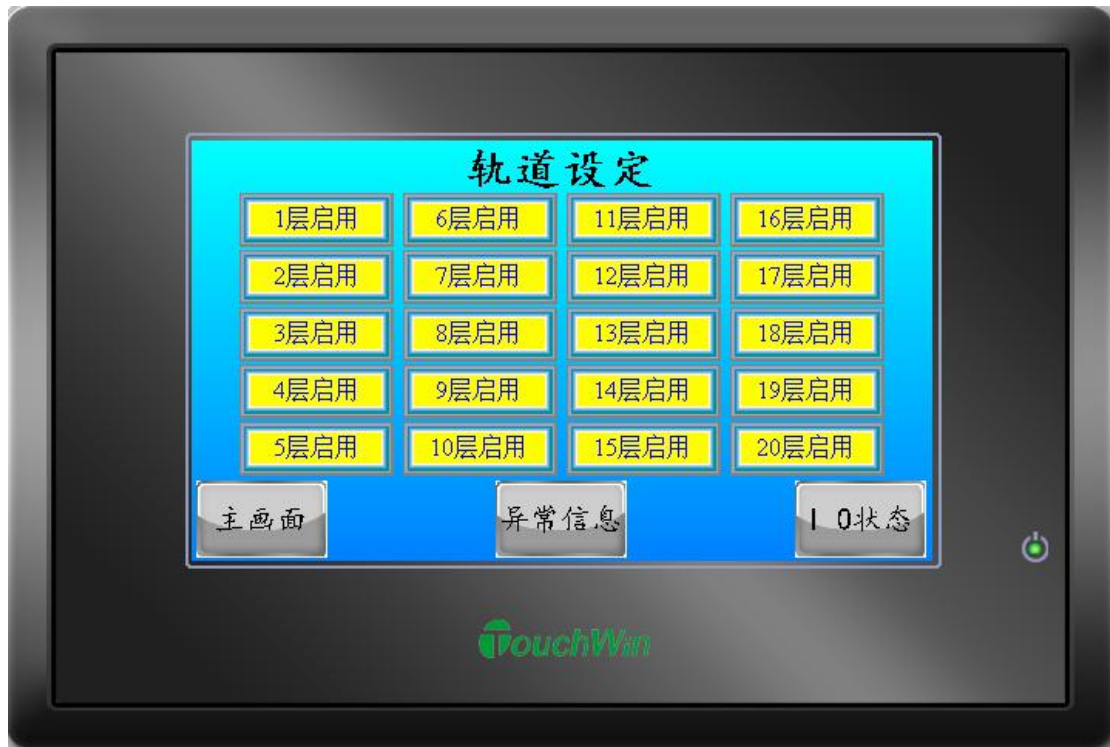 轨道设定
1层启用 6层启用 11层启用 16层启用
2层启用 7层启用 12层启用 17层启用
3层启用 8层启用 13层启用 18层启用
4层启用 9层启用 14层启用 19层启用
5层启用 10层启用 15层启用 20层启用
主画面 异常信息 IO状态
TouchWin